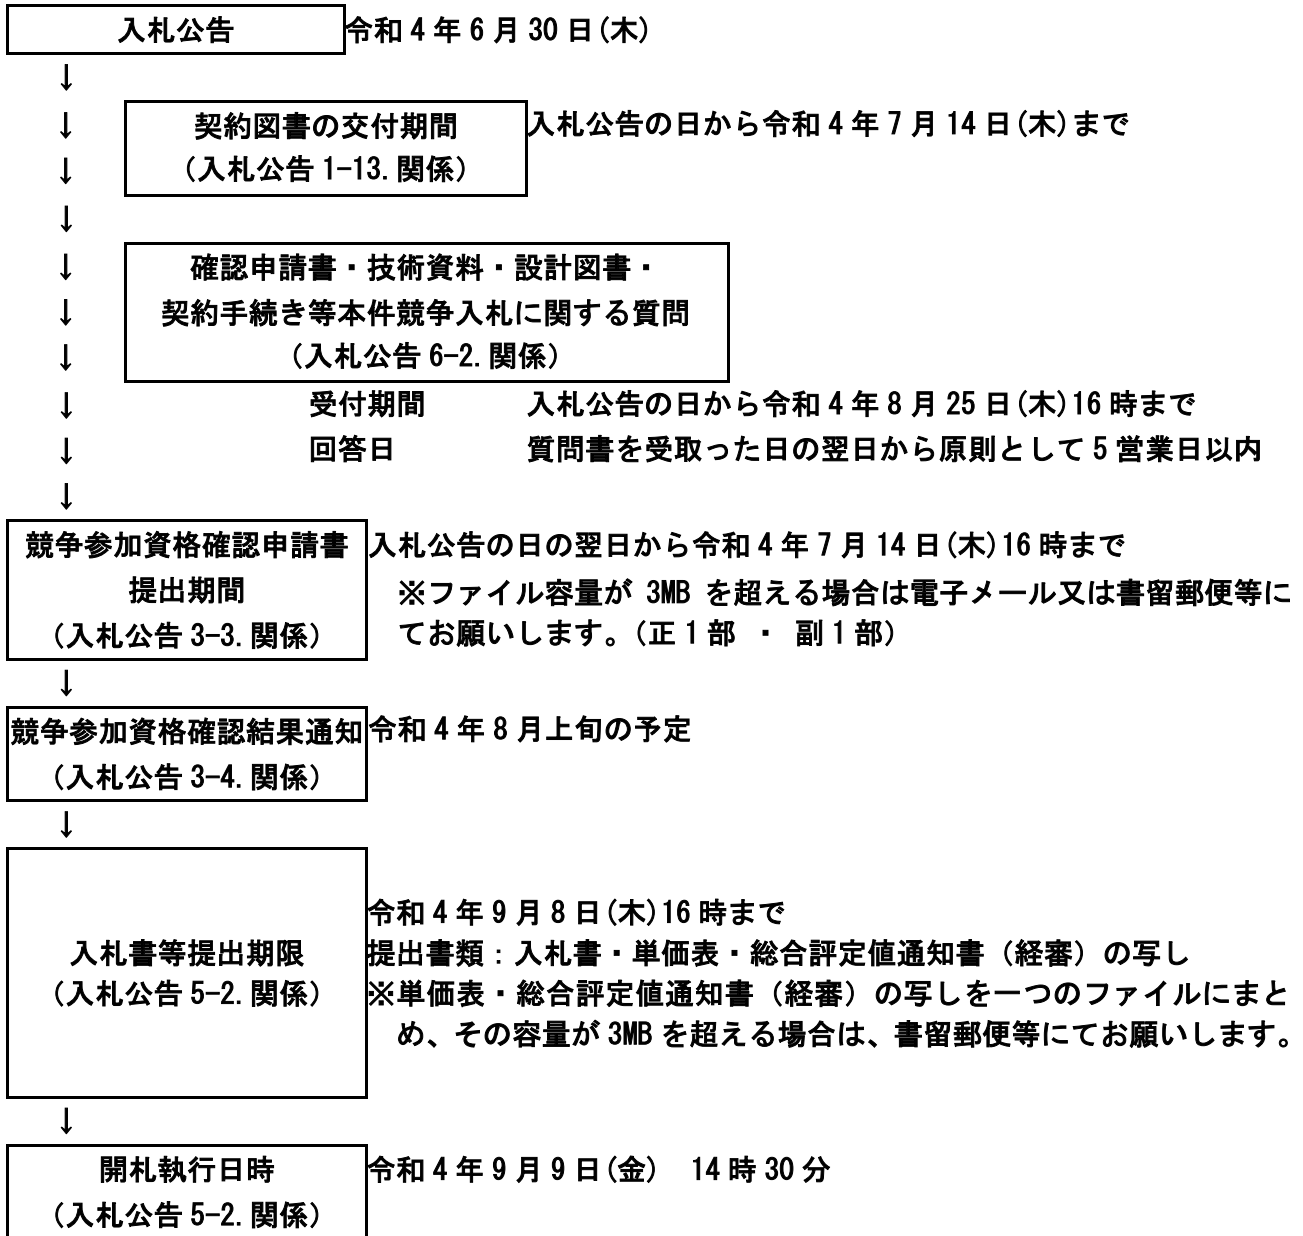 入札公告 令和4年6月30日(木)
↓
↓ 契約図書の交付期間 入札公告の日から令和4年7月14日(木)まで
↓ (入札公告1-13.関係)
↓
↓ 確認申請書・技術資料・設計図書・
↓ 契約手続き等本件競争入札に関する質問
↓ (入札公告6-2.関係)
↓ 受付期間 入札公告の日から令和4年8月25日(木)16時まで
↓ 回答日 質問書を受取った日の翌日から原則として5営業日以内
↓
競争参加資格確認申請書 入札公告の日の翌日から令和4年7月14日(木)16時まで
提出期間 ※ファイル容量が 3MB を超える場合は電子メール又は書留郵便等に
(入札公告3-3.関係) てお願いします。(正1部 ・ 副1部)
↓
競争参加資格確認結果通知 令和4年8月上旬の予定
(入札公告3-4.関係)
↓
令和4年9月8日(木)16時まで
入札書等提出期限 提出書類:入札書・単価表・総合評定値通知書(経審)の写し
(入札公告5-2.関係) ※単価表・総合評定値通知書(経審)の写しを一つのファイルにまと
め、その容量が3MBを超える場合は、書留郵便等にてお願いします。
↓
開札執行日時 令和4年9月9日(金) 14時30分
(入札公告5-2.関係)